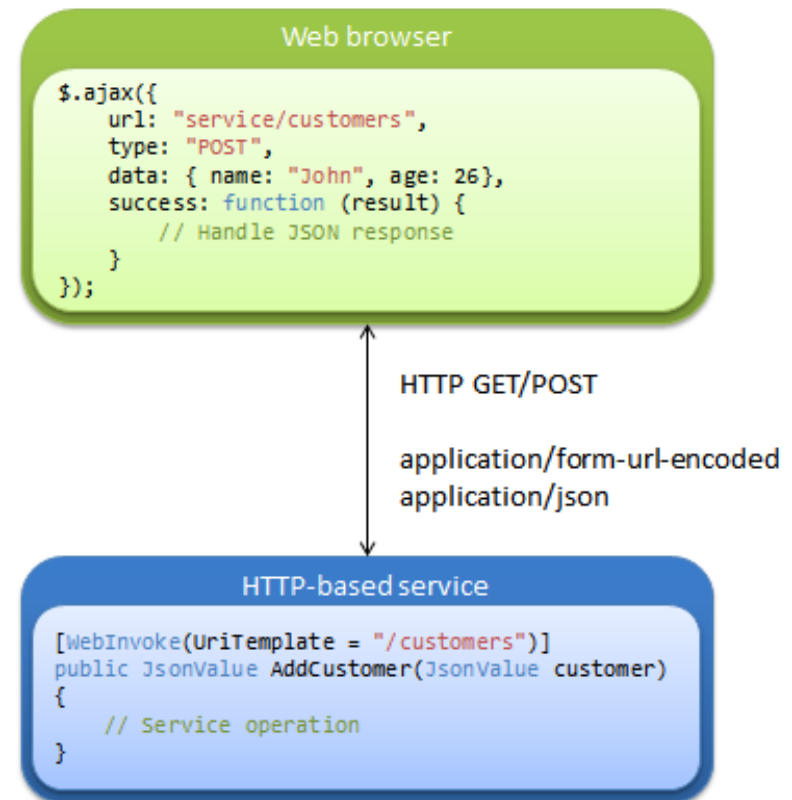 Web browser
$.ajax({
    url: "service/customers",
    type: "POST",
    data: { name: "John", age: 26},
    success: function (result) {
        // Handle JSON response
    }
});
HTTP GET/POST
application/form-url-encoded
application/json
HTTP-based service
[WebInvoke(UriTemplate = "/customers")]
public JsonValue AddCustomer(JsonValue customer)
{
    // Service operation
}